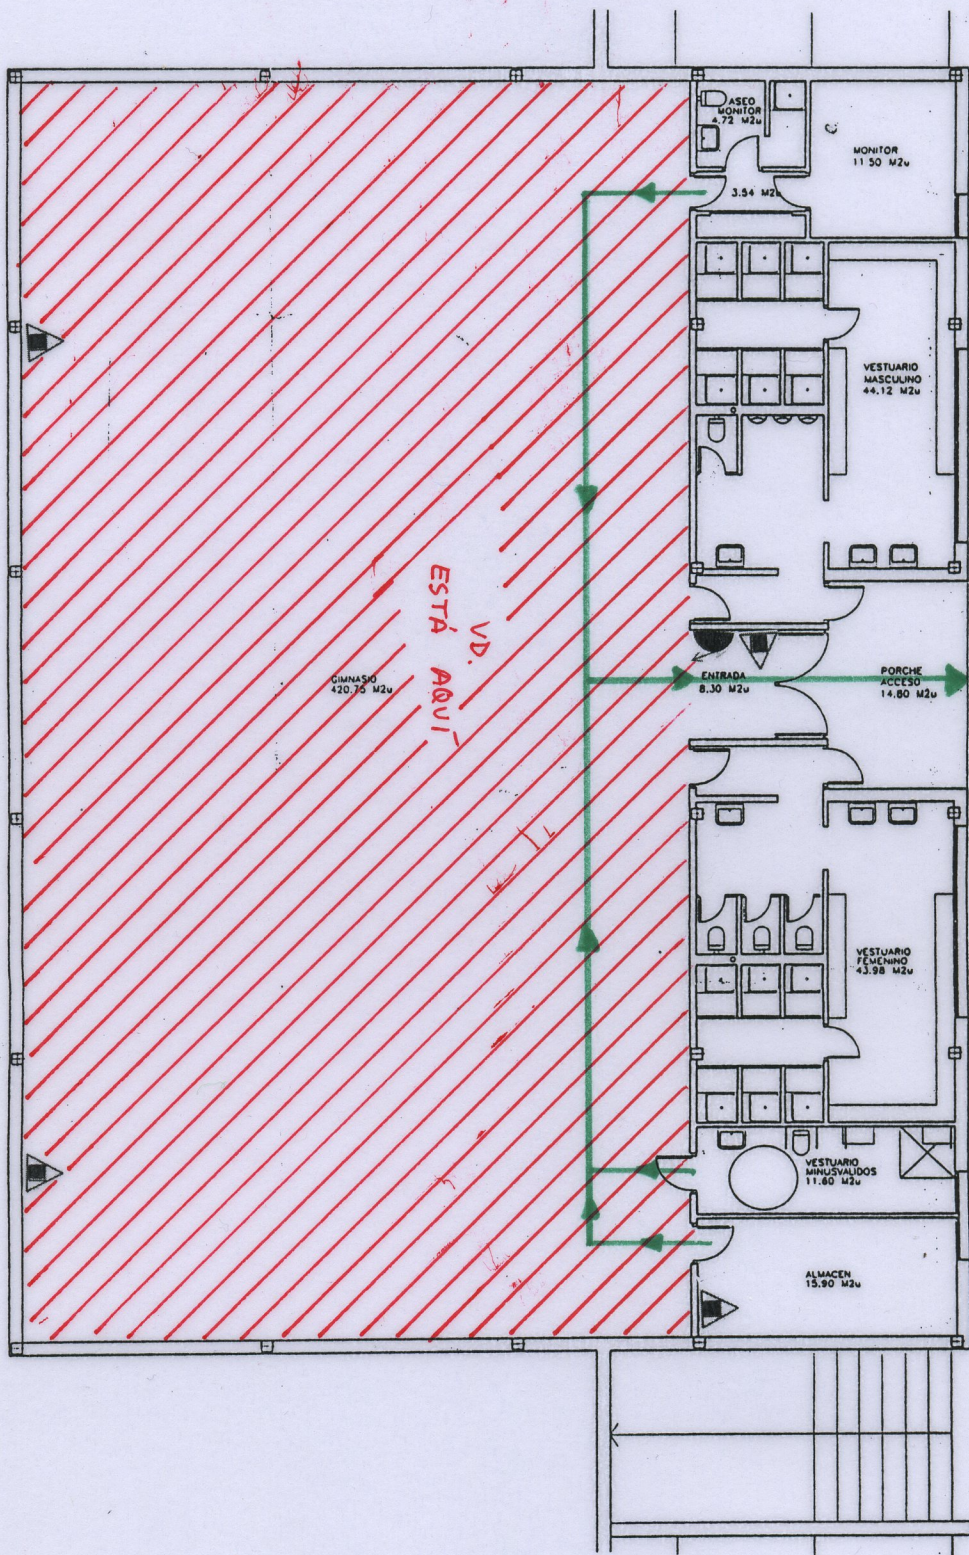 ASEO
MONITOR
4.72 M2u
MONITOR
11.50 M2u
3.54 M2u
VESTUARIO
MASCULINO
44.12 M2u
VD.
ESTÁ AQUÍ
GIMNASIO
420.75 M2u
ENTRADA
8.30 M2u
PORCHE
ACCESO
14.80 M2u
VESTUARIO
FEMENINO
43.98 M2u
VESTUARIO
MINUSVALIDOS
11.60 M2u
ALMACEN
15.90 M2u